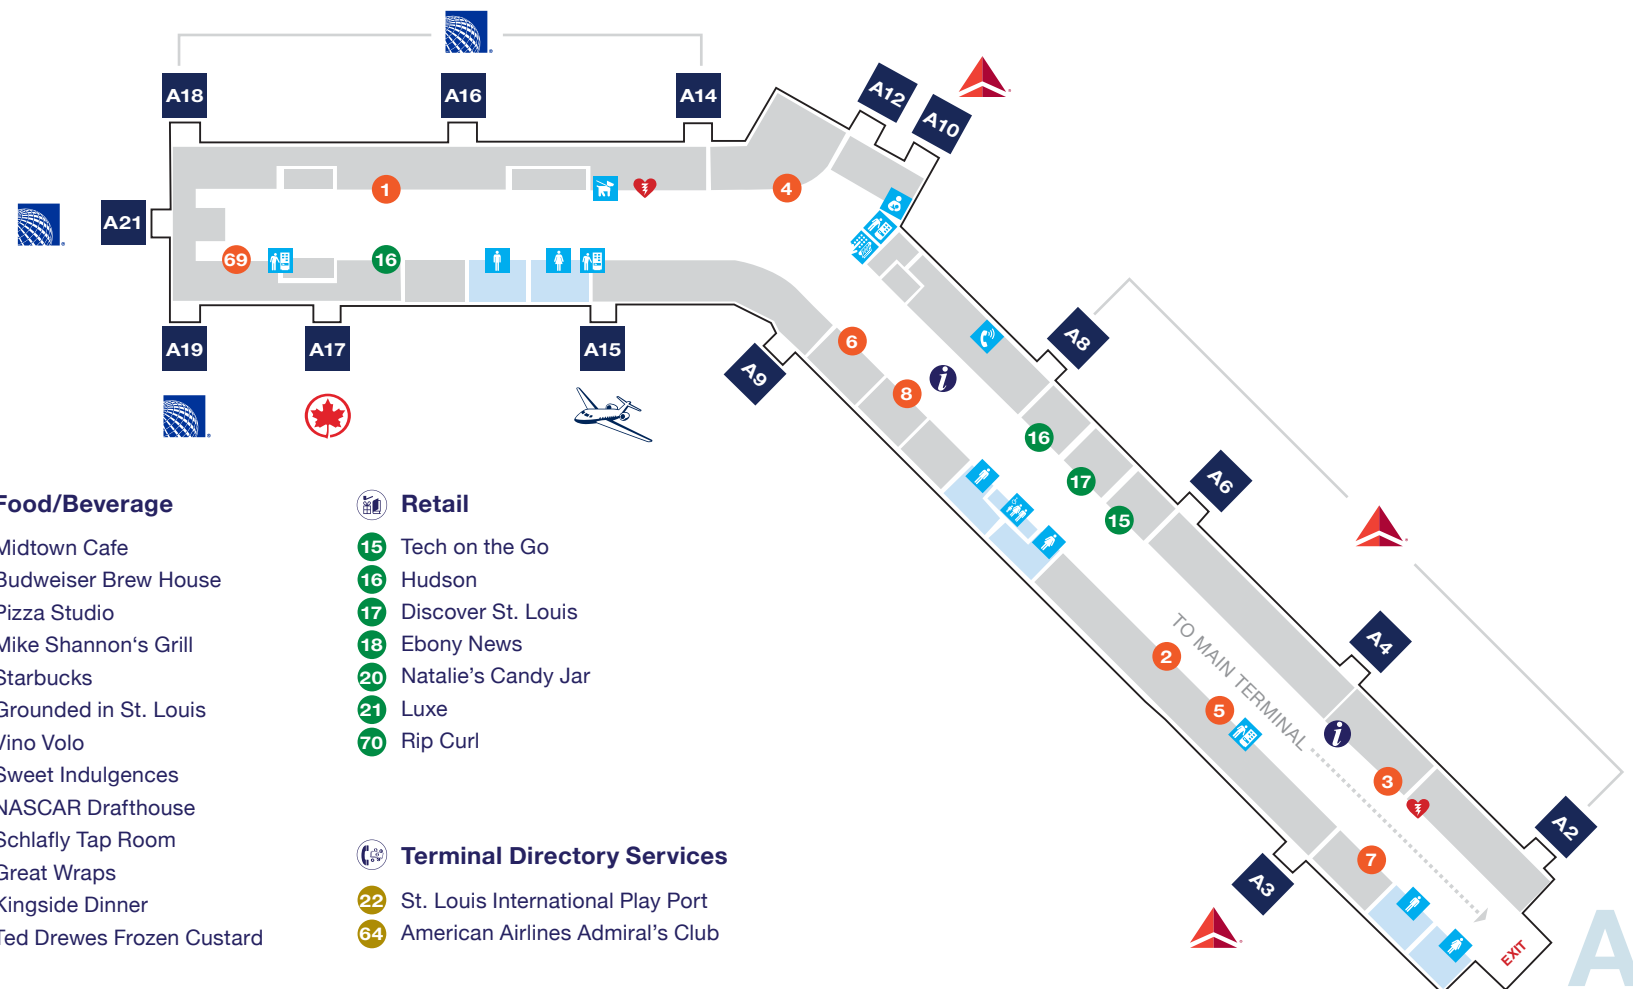 A18
A16
A14
A12
A10
A21
1
4
69
16
A19
A17
A15
A9
6
8
i
A8
16
17
15
A6
TO MAIN TERMINAL
2
5
i
A4
3
7
A2
A3
EXIT
A
Food/Beverage
Midtown Cafe
Budweiser Brew House
Pizza Studio
Mike Shannon‘s Grill
Starbucks
Grounded in St. Louis
Vino Volo
Sweet Indulgences
NASCAR Drafthouse
Schlafly Tap Room
Great Wraps
Kingside Dinner
Ted Drewes Frozen Custard
Retail
15 Tech on the Go
16 Hudson
17 Discover St. Louis
18 Ebony News
20 Natalie’s Candy Jar
21 Luxe
70 Rip Curl
Terminal Directory Services
22 St. Louis International Play Port
64 American Airlines Admiral’s Club